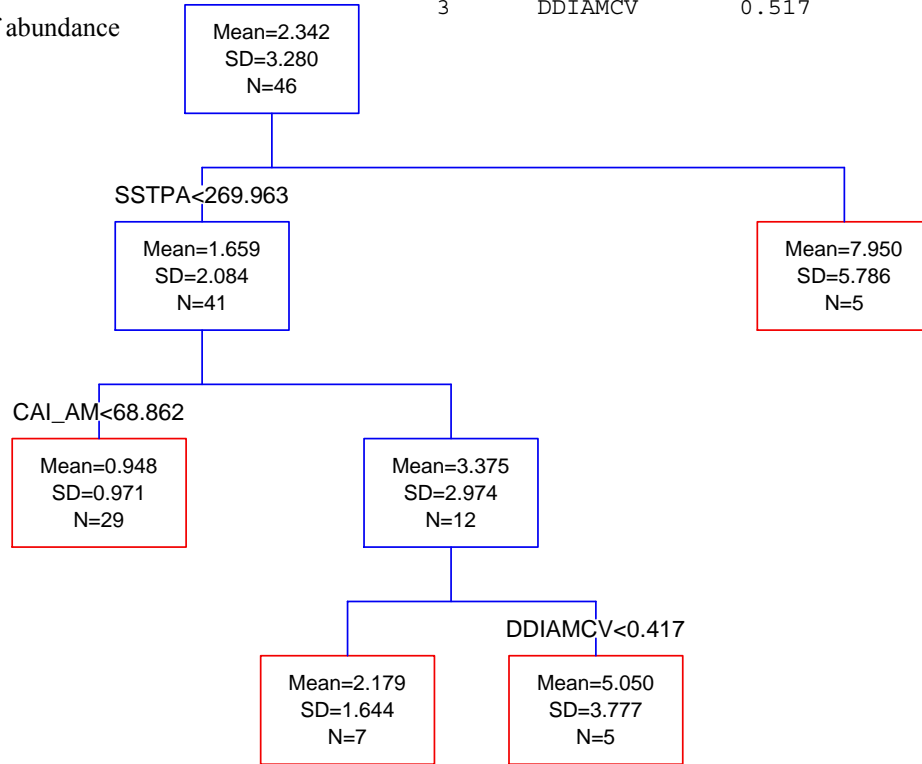 3 DDIAMCV 0.517
abundance
Mean=2.342
SD=3.280
N=46
SSTPA<269.963
Mean=1.659
SD=2.084
N=41
Mean=7.950
SD=5.786
N=5
CAI_AM<68.862
Mean=0.948
SD=0.971
N=29
Mean=3.375
SD=2.974
N=12
DDIAMCV<0.417
Mean=2.179
SD=1.644
N=7
Mean=5.050
SD=3.777
N=5